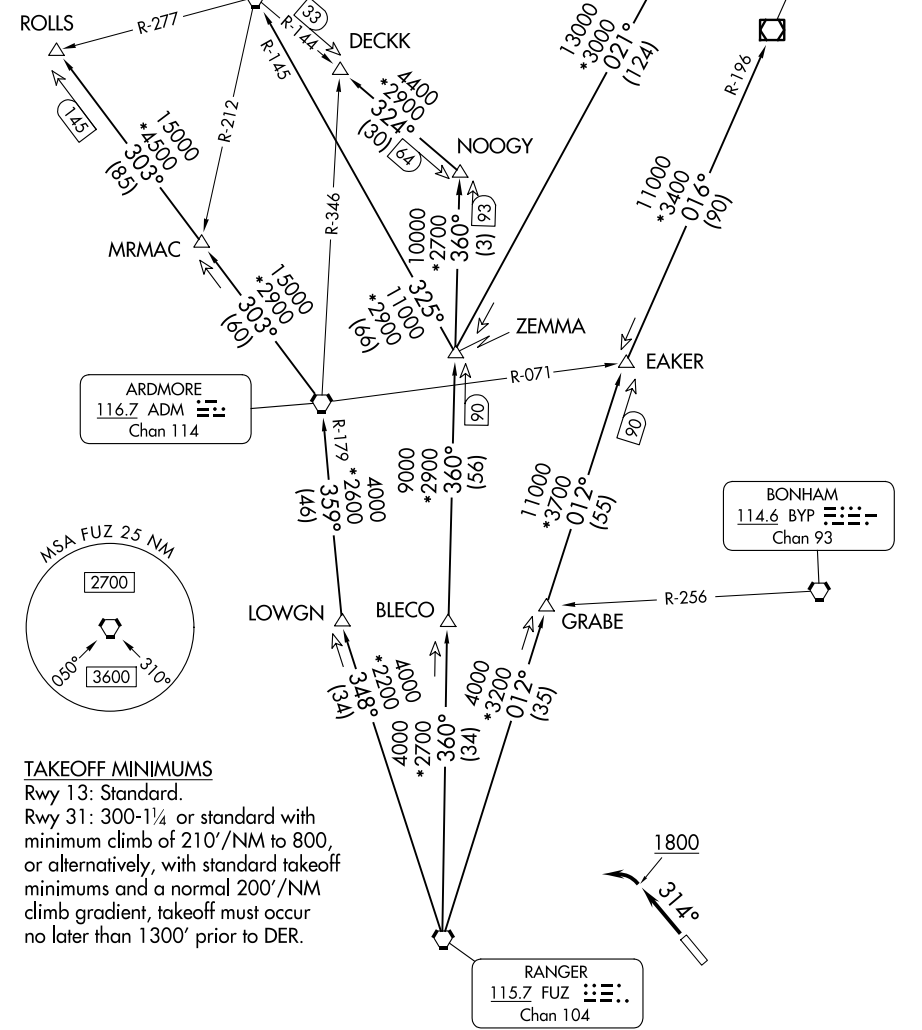 ROLLS
R-277
33
R-144
DECKK
R-145
13000
*3000
021°
(124)
R-196
145
15000
*4500
303°
(85)
R-212
4400
*2900
324°
(30)
64
NOOGY
93
R-346
10000
*2700
360°
(3)
11000
*3400
016°
(90)
MRMAC
15000
*2900
303°
(60)
325°
11000
*2900
(66)
ZEMMA
EAKER
R-071
ARDMORE
116.7 ADM
Chan 114
90
90
R-179
4000
*2600
359°
(46)
9000
*2900
360°
(56)
11000
*3700
012°
(55)
BONHAM
114.6 BYP
Chan 93
MSA FUZ 25 NM
2700
050°
3600
310°
LOWGN
BLECO
GRABE
R-256
4000
*2200
348°
(34)
4000
*2700
360°
(34)
4000
*3200
012°
(35)
TAKEOFF MINIMUMS
Rwy 13: Standard.
Rwy 31: 300-1¼ or standard with
minimum climb of 210'/NM to 800,
or alternatively, with standard takeoff
minimums and a normal 200'/NM
climb gradient, takeoff must occur
no later than 1300' prior to DER.
1800
314°
RANGER
115.7 FUZ
Chan 104